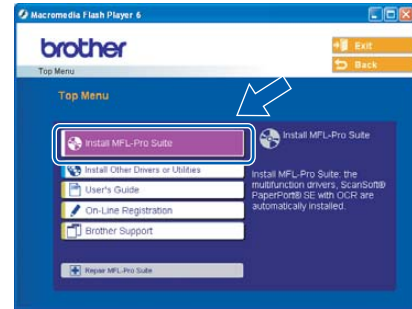 Macromedia Flash Player 6
brother
Exit
Back
Top Menu
Top Menu
Install MFL-Pro Suite
Install Other Drivers or Utilities
User's Guide
On-Line Registration
Brother Support
Repair MFL-Pro Suite
Install MFL-Pro Suite
Install MFL-Pro Suite: the
multifunction drivers, ScanSoft®
PaperPort® SE with OCR are
automatically installed.